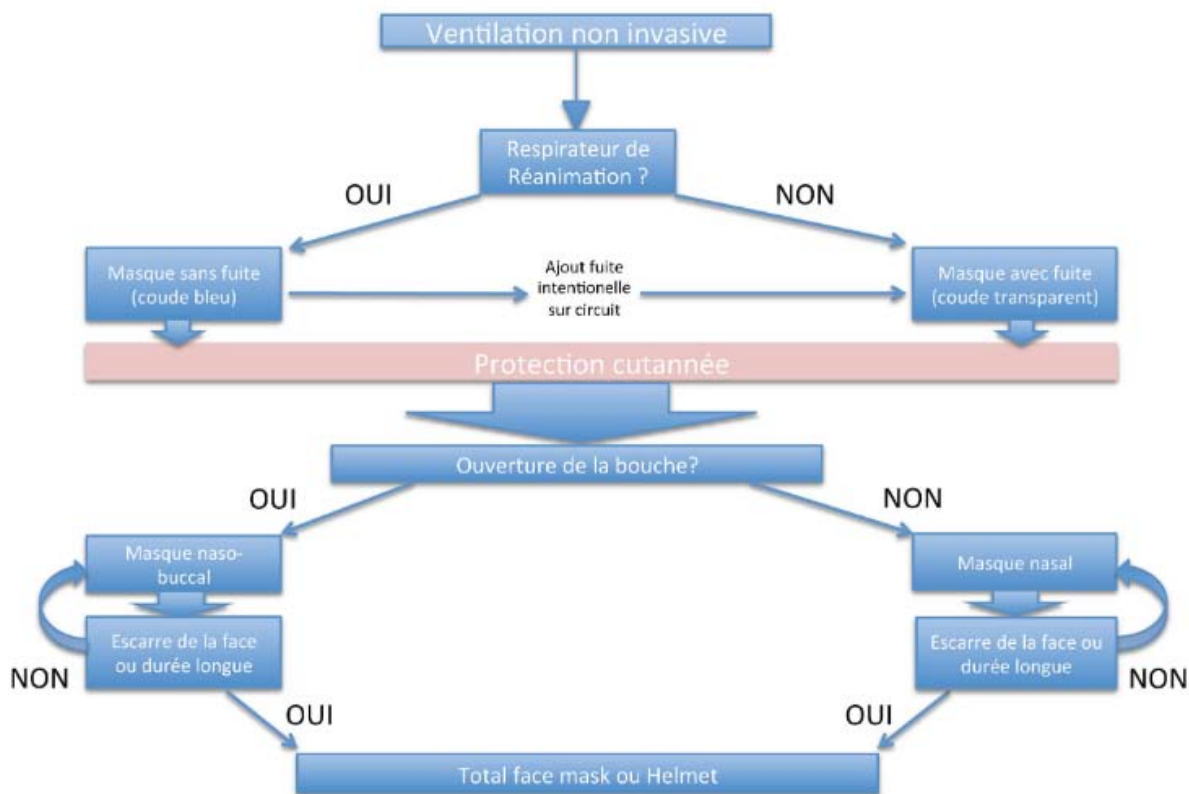 Ventilation non invasive
Respirateur de
Réanimation ?
OUI
NON
Masque sans fuite
(coude bleu)
Ajout fuite
intentionelle
sur circuit
Masque avec fuite
(coude transparent)
Protection cutannée
Ouverture de la bouche?
OUI
NON
Masque naso-
buccal
Masque nasal
Escarre de la face
ou durée longue
Escarre de la face ou
durée longue
NON
NON
OUI
OUI
Total face mask ou Helmet